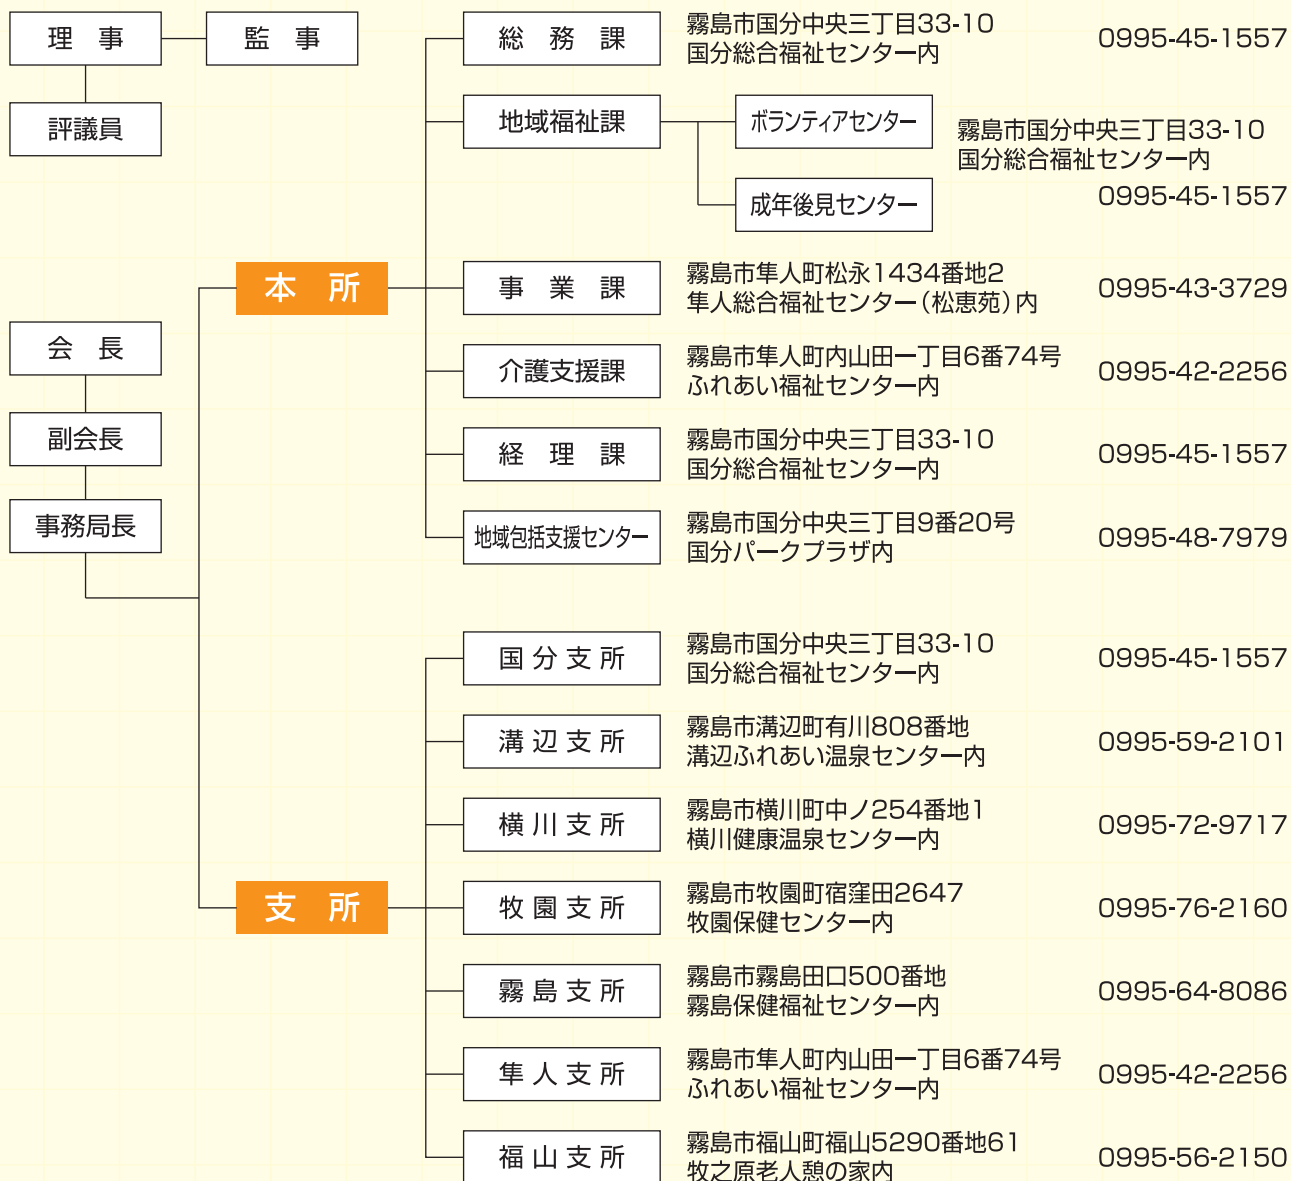 理　事
監　事
評議員
会　長
副会長
事務局長
本　所
総　務　課
霧島市国分中央三丁目33-10
国分総合福祉センター内
0995-45-1557
地域福祉課
ボランティアセンター
成年後見センター
霧島市国分中央三丁目33-10
国分総合福祉センター内
0995-45-1557
事　業　課
霧島市隼人町松永1434番地2
隼人総合福祉センター（松恵苑）内
0995-43-3729
介護支援課
霧島市隼人町内山田一丁目6番74号
ふれあい福祉センター内
0995-42-2256
経　理　課
霧島市国分中央三丁目33-10
国分総合福祉センター内
0995-45-1557
地域包括支援センター
霧島市国分中央三丁目9番20号
国分パークプラザ内
0995-48-7979
支　所
国 分 支 所
霧島市国分中央三丁目33-10
国分総合福祉センター内
0995-45-1557
溝 辺 支 所
霧島市溝辺町有川808番地
溝辺ふれあい温泉センター内
0995-59-2101
横 川 支 所
霧島市横川町中ノ254番地1
横川健康温泉センター内
0995-72-9717
牧 園 支 所
霧島市牧園町宿窪田2647
牧園保健センター内
0995-76-2160
霧 島 支 所
霧島市霧島田口500番地
霧島保健福祉センター内
0995-64-8086
隼 人 支 所
霧島市隼人町内山田一丁目6番74号
ふれあい福祉センター内
0995-42-2256
福 山 支 所
霧島市福山町福山5290番地61
牧之原老人憩の家内
0995-56-2150